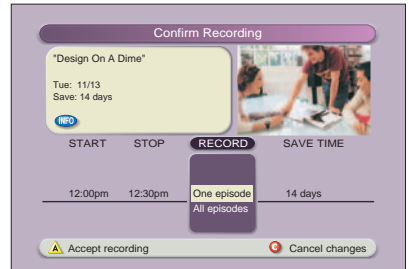 Confirm Recording
"Design On A Dime"
Tue: 11/13
Save: 14 days
INFO
START STOP RECORD SAVE TIME
12:00pm 12:30pm One episode 14 days
All episodes
A Accept recording C Cancel changes